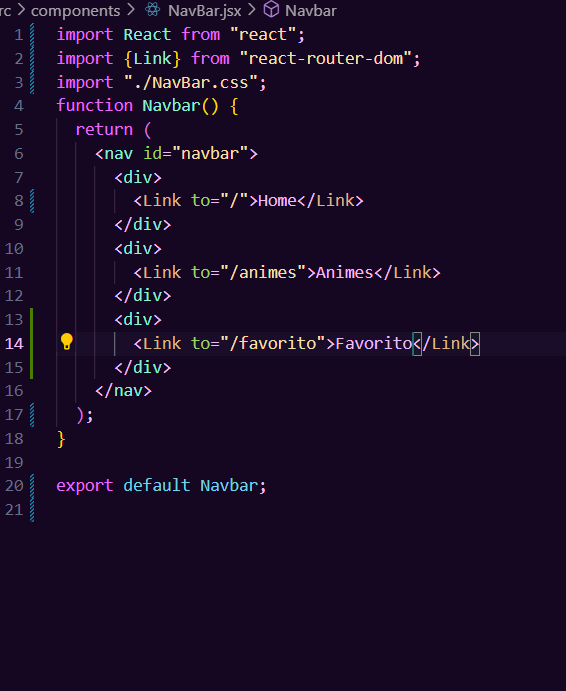 rc > components > NavBar.jsx > Navbar
1 import React from "react";
2 import {Link} from "react-router-dom";
3 import "./NavBar.css";
4 function Navbar() {
5   return (
6     <nav id="navbar">
7       <div>
8         <Link to="/">Home</Link>
9       </div>
10       <div>
11         <Link to="/animes">Animes</Link>
12       </div>
13       <div>
14         <Link to="/favorito">Favorito</Link>
15       </div>
16     </nav>
17   );
18 }
19
20 export default Navbar;
21